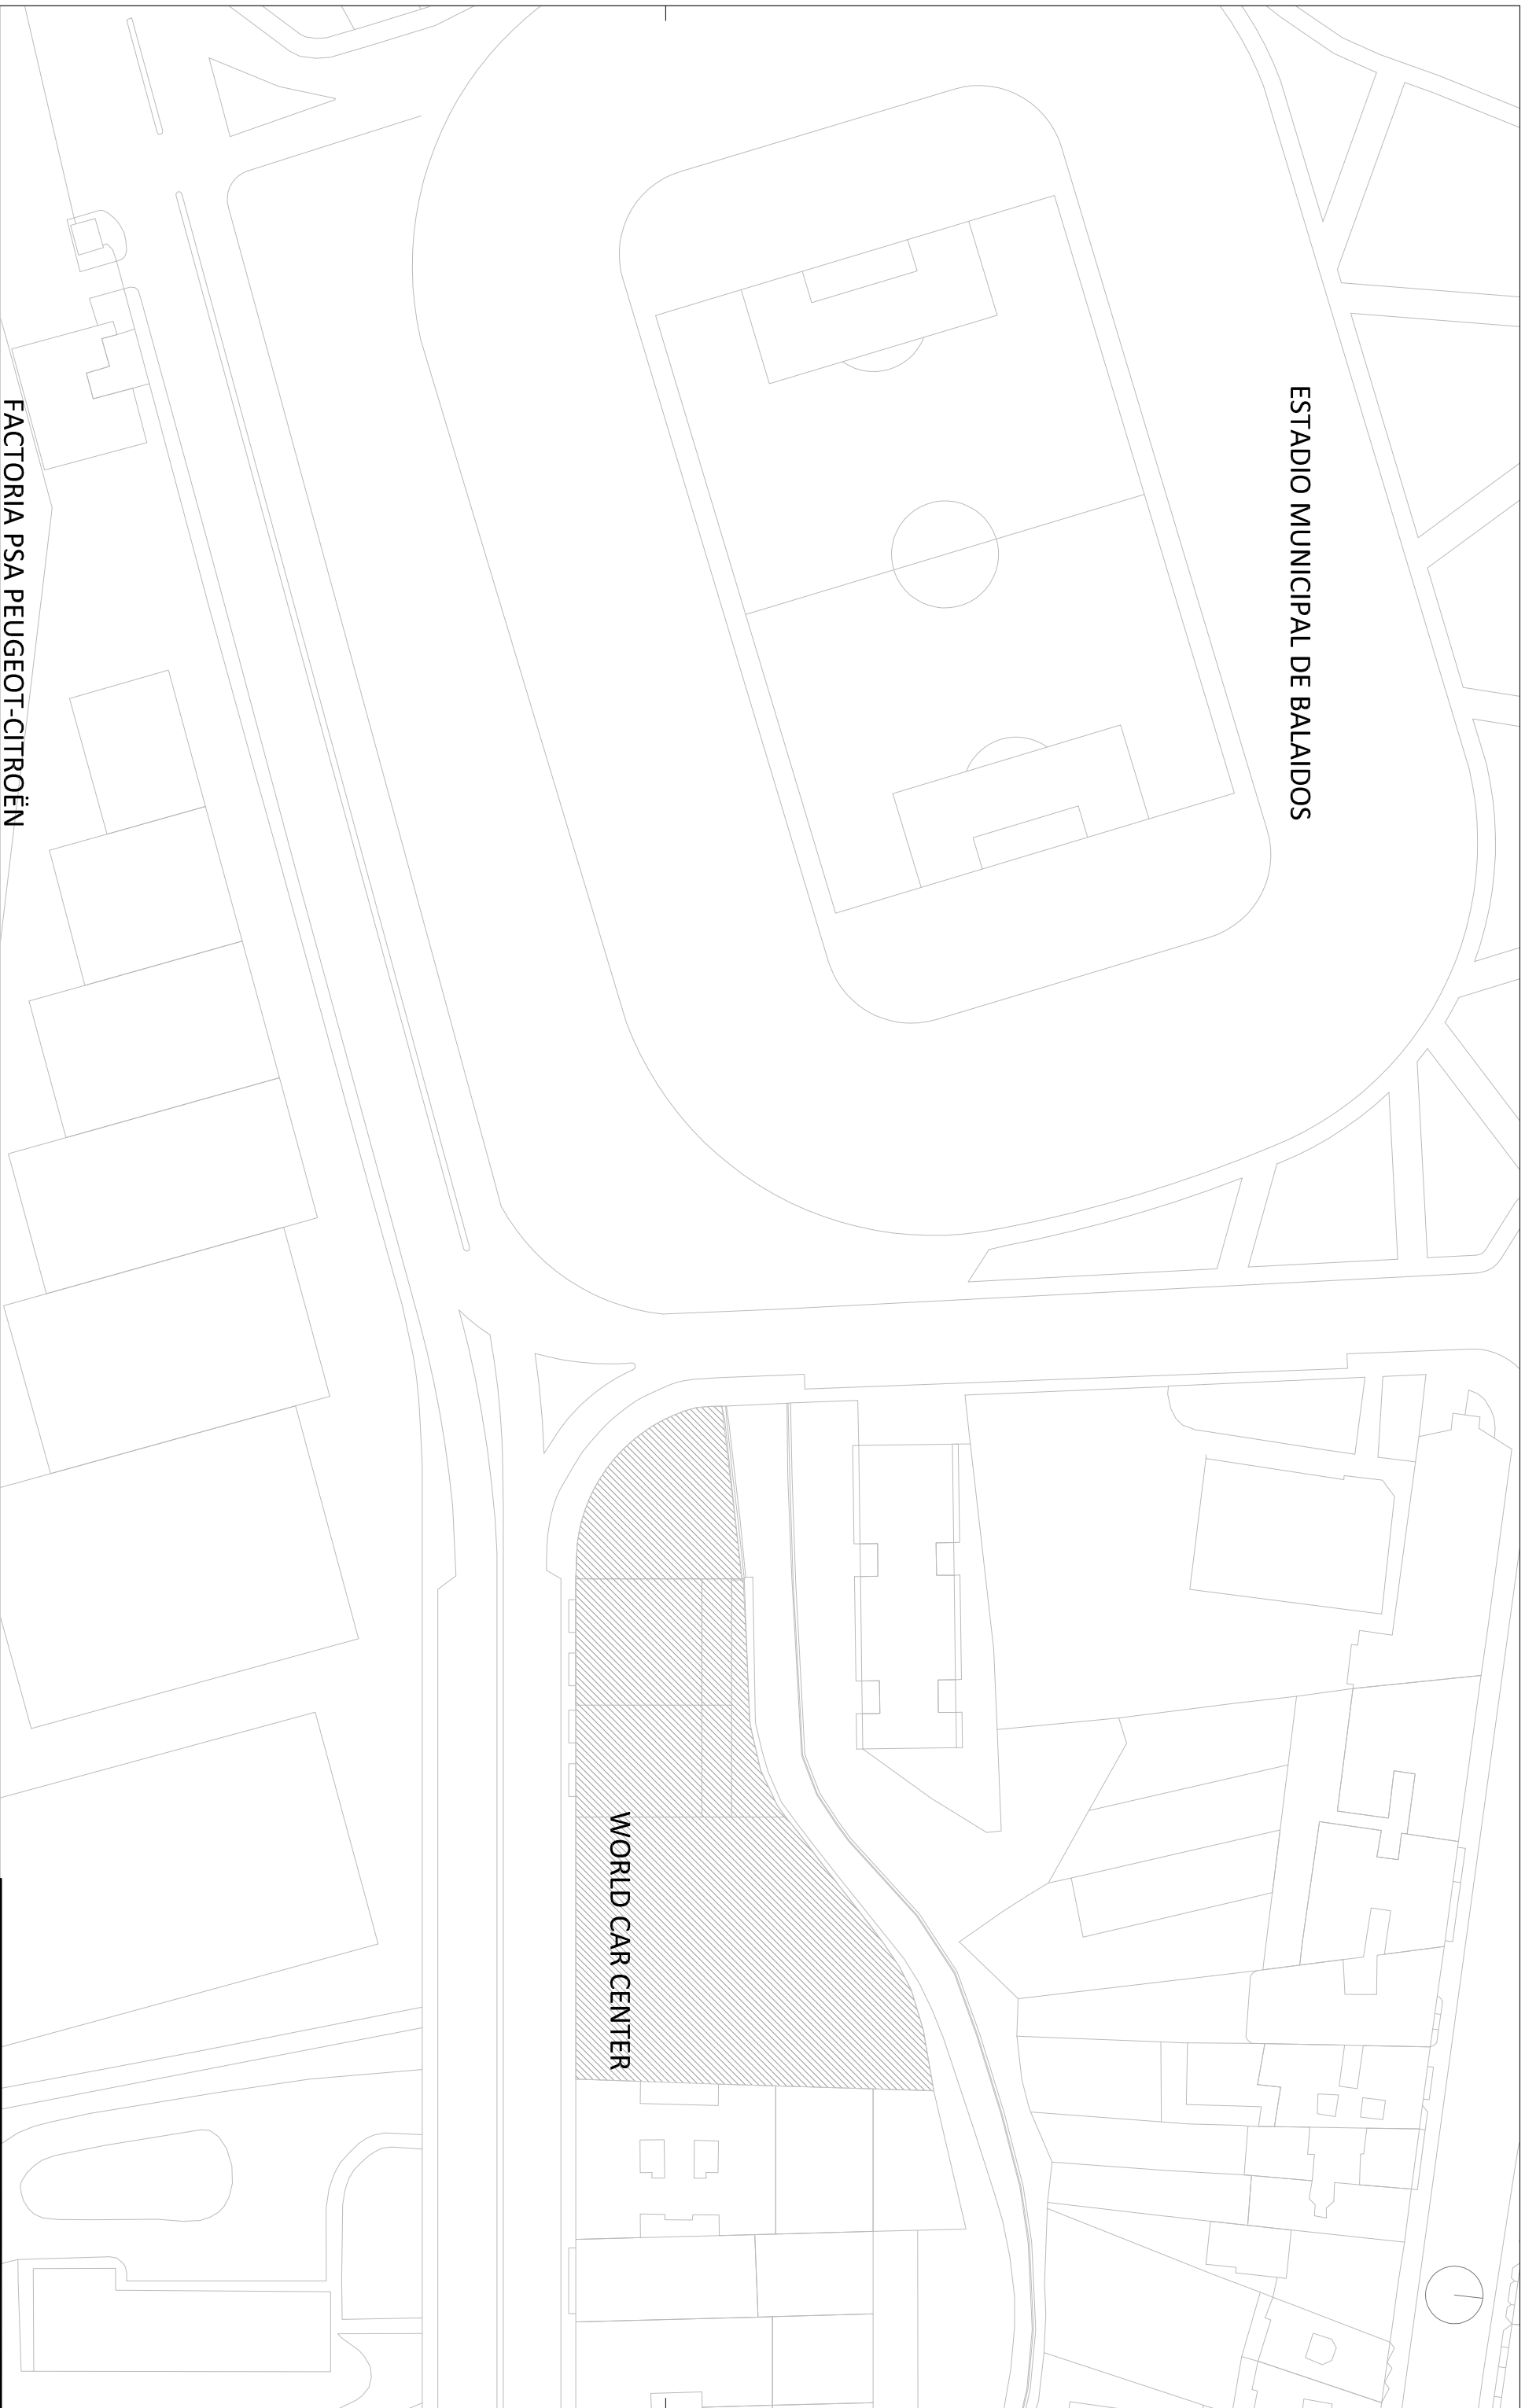 ESTADIO MUNICIPAL DE BALAIDOS
WORLD CAR CENTER
FACTORIA PSA PEUGEOT-CITROËN